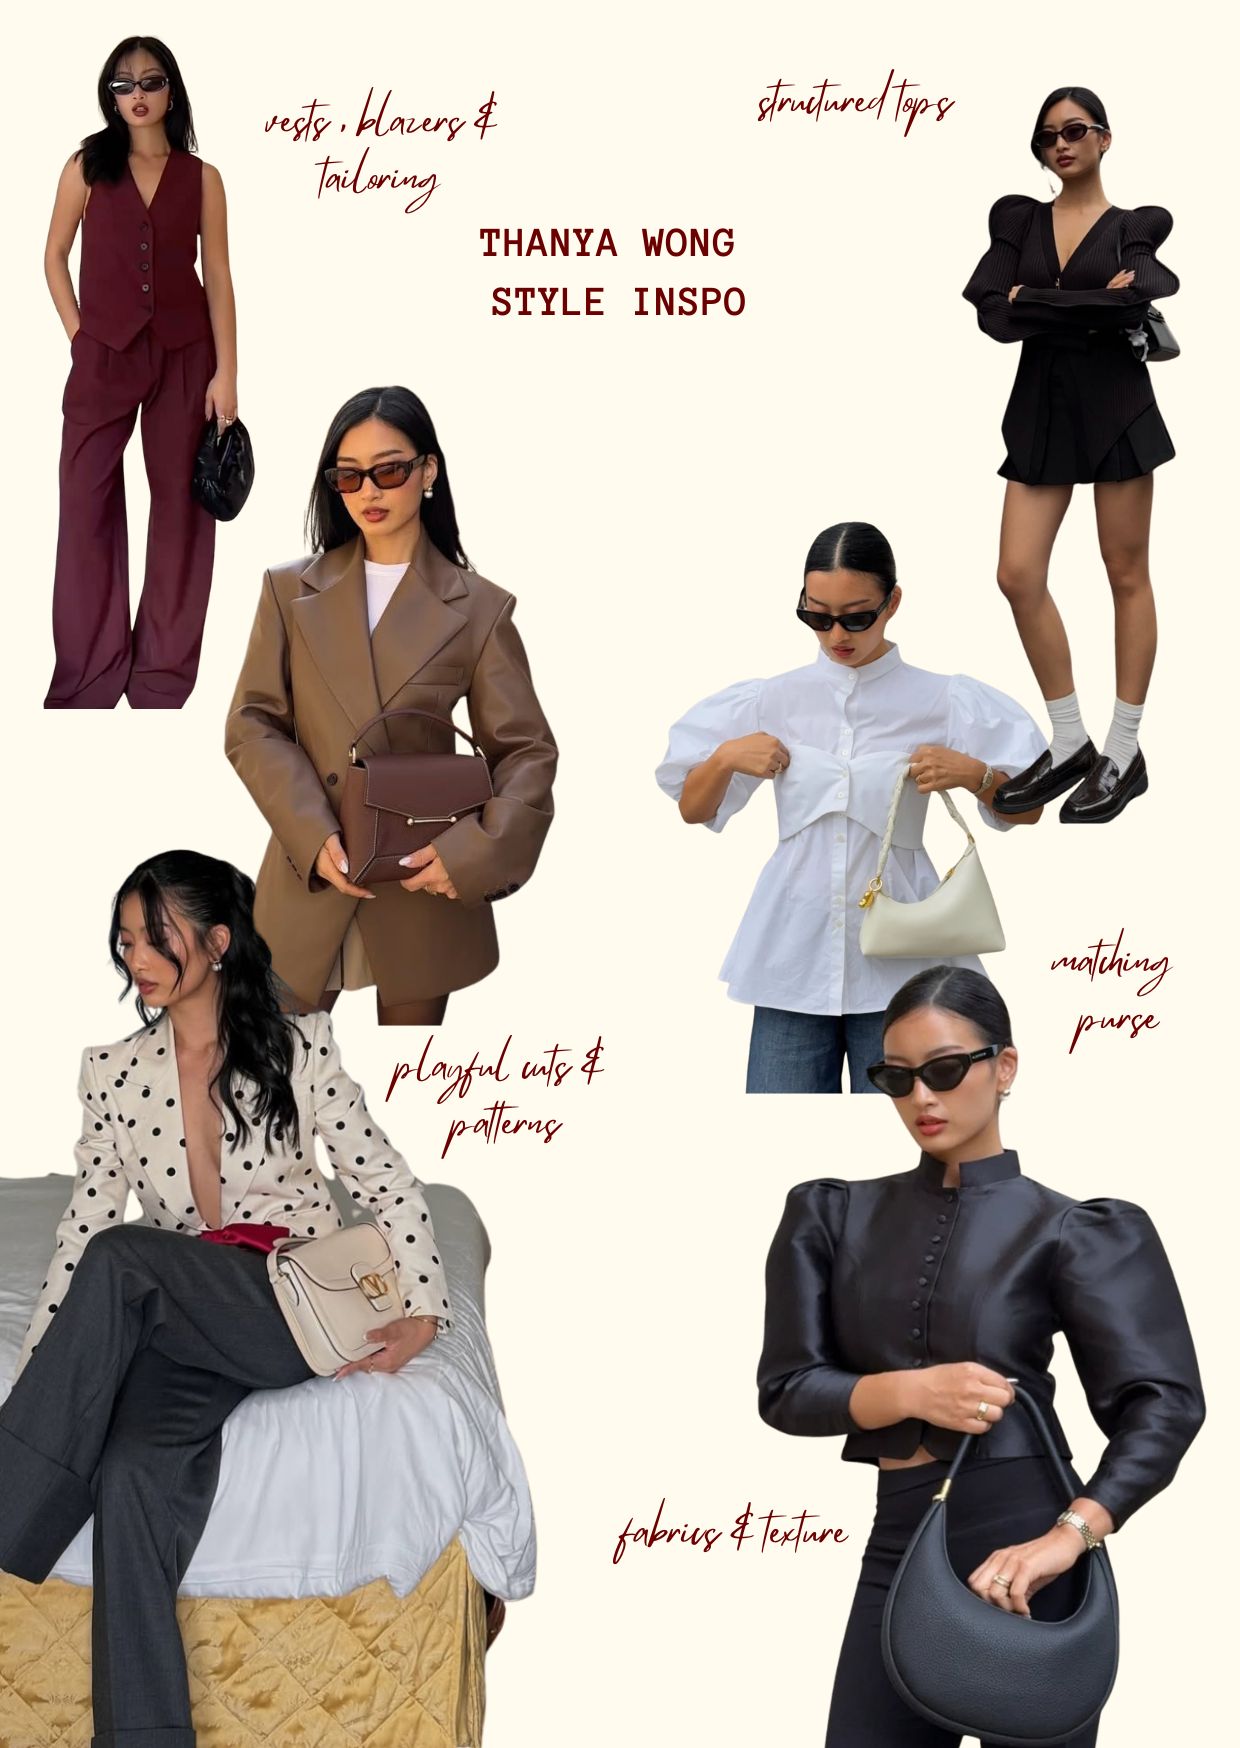 vests, blazers &
tailoring
structured tops
THANYA WONG
STYLE INSPO
matching
purse
playful cuts &
patterns
fabrics & texture